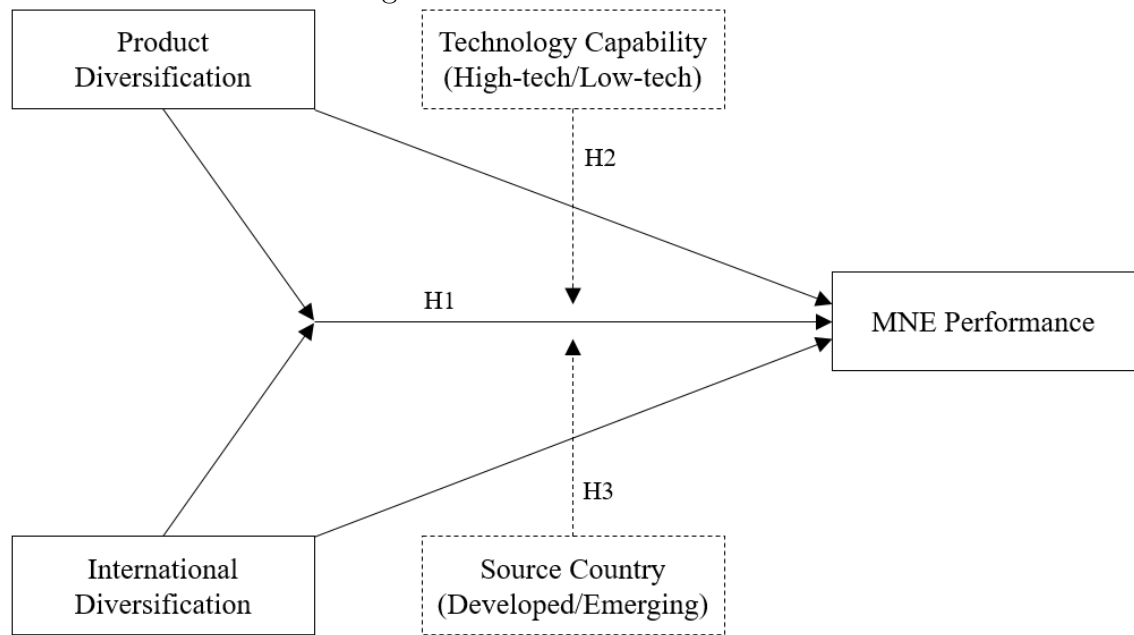 Product
Diversification
Technology Capability
(High-tech/Low-tech)
H2
H1
MNE Performance
H3
International
Diversification
Source Country
(Developed/Emerging)